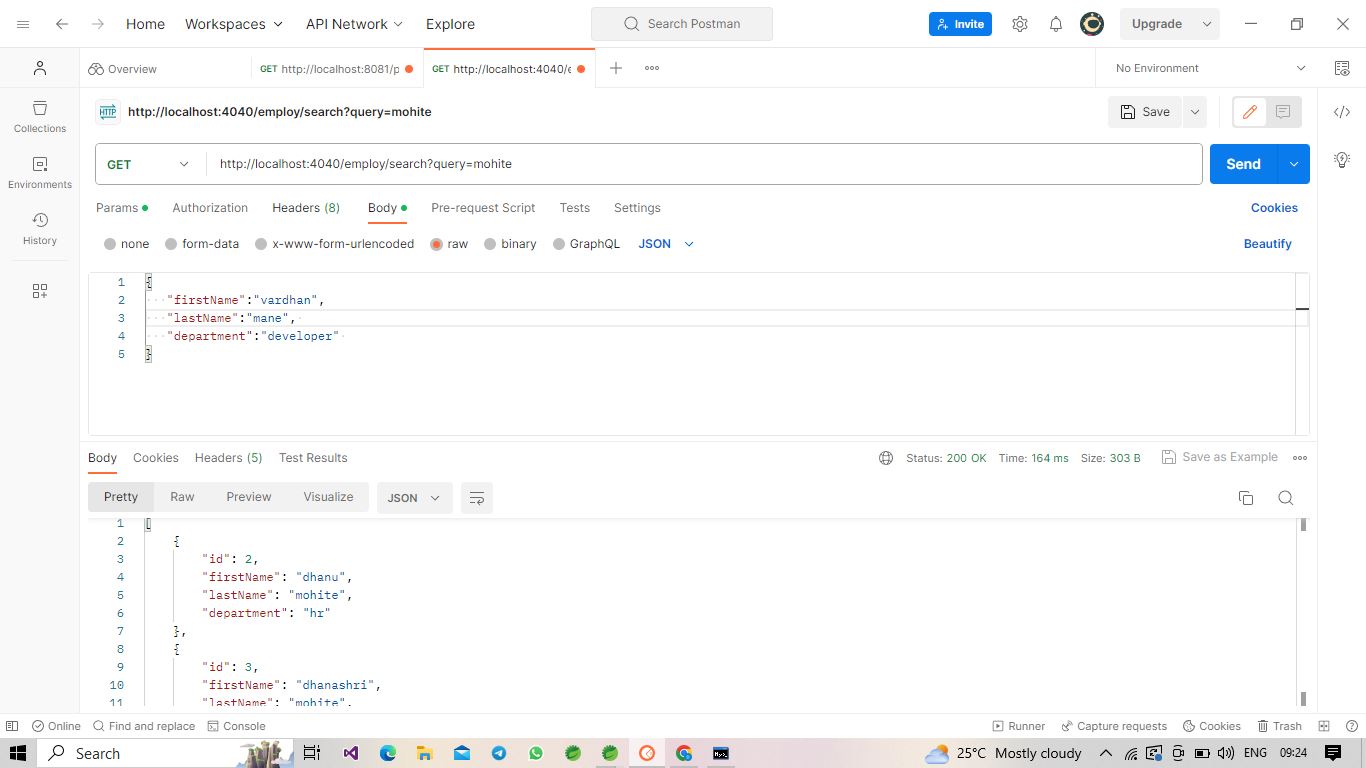 Home Workspaces API Network Explore Search Postman Invite Upgrade
Overview GET http://localhost:8081/p GET http://localhost:4040/e No Environment
HTTP http://localhost:4040/employ/search?query=mohite Save
GET http://localhost:4040/employ/search?query=mohite Send
Params Authorization Headers (8) Body Pre-request Script Tests Settings Cookies
none form-data x-www-form-urlencoded raw binary GraphQL JSON Beautify
Collections
Environments
History
1 {
2 "firstName":"vardhan",
3 "lastName":"mane",
4 "department":"developer"
5 }
Body Cookies Headers (5) Test Results Status: 200 OK Time: 164 ms Size: 303 B Save as Example
Pretty Raw Preview Visualize JSON
1 [
2 {
3 "id": 2,
4 "firstName": "dhanu",
5 "lastName": "mohite",
6 "department": "hr"
7 },
8 {
9 "id": 3,
10 "firstName": "dhanashri",
11 "lastName": "mohite",
Online Find and replace Console Runner Capture requests Cookies Trash
Search 25°C Mostly cloudy ENG 09:24